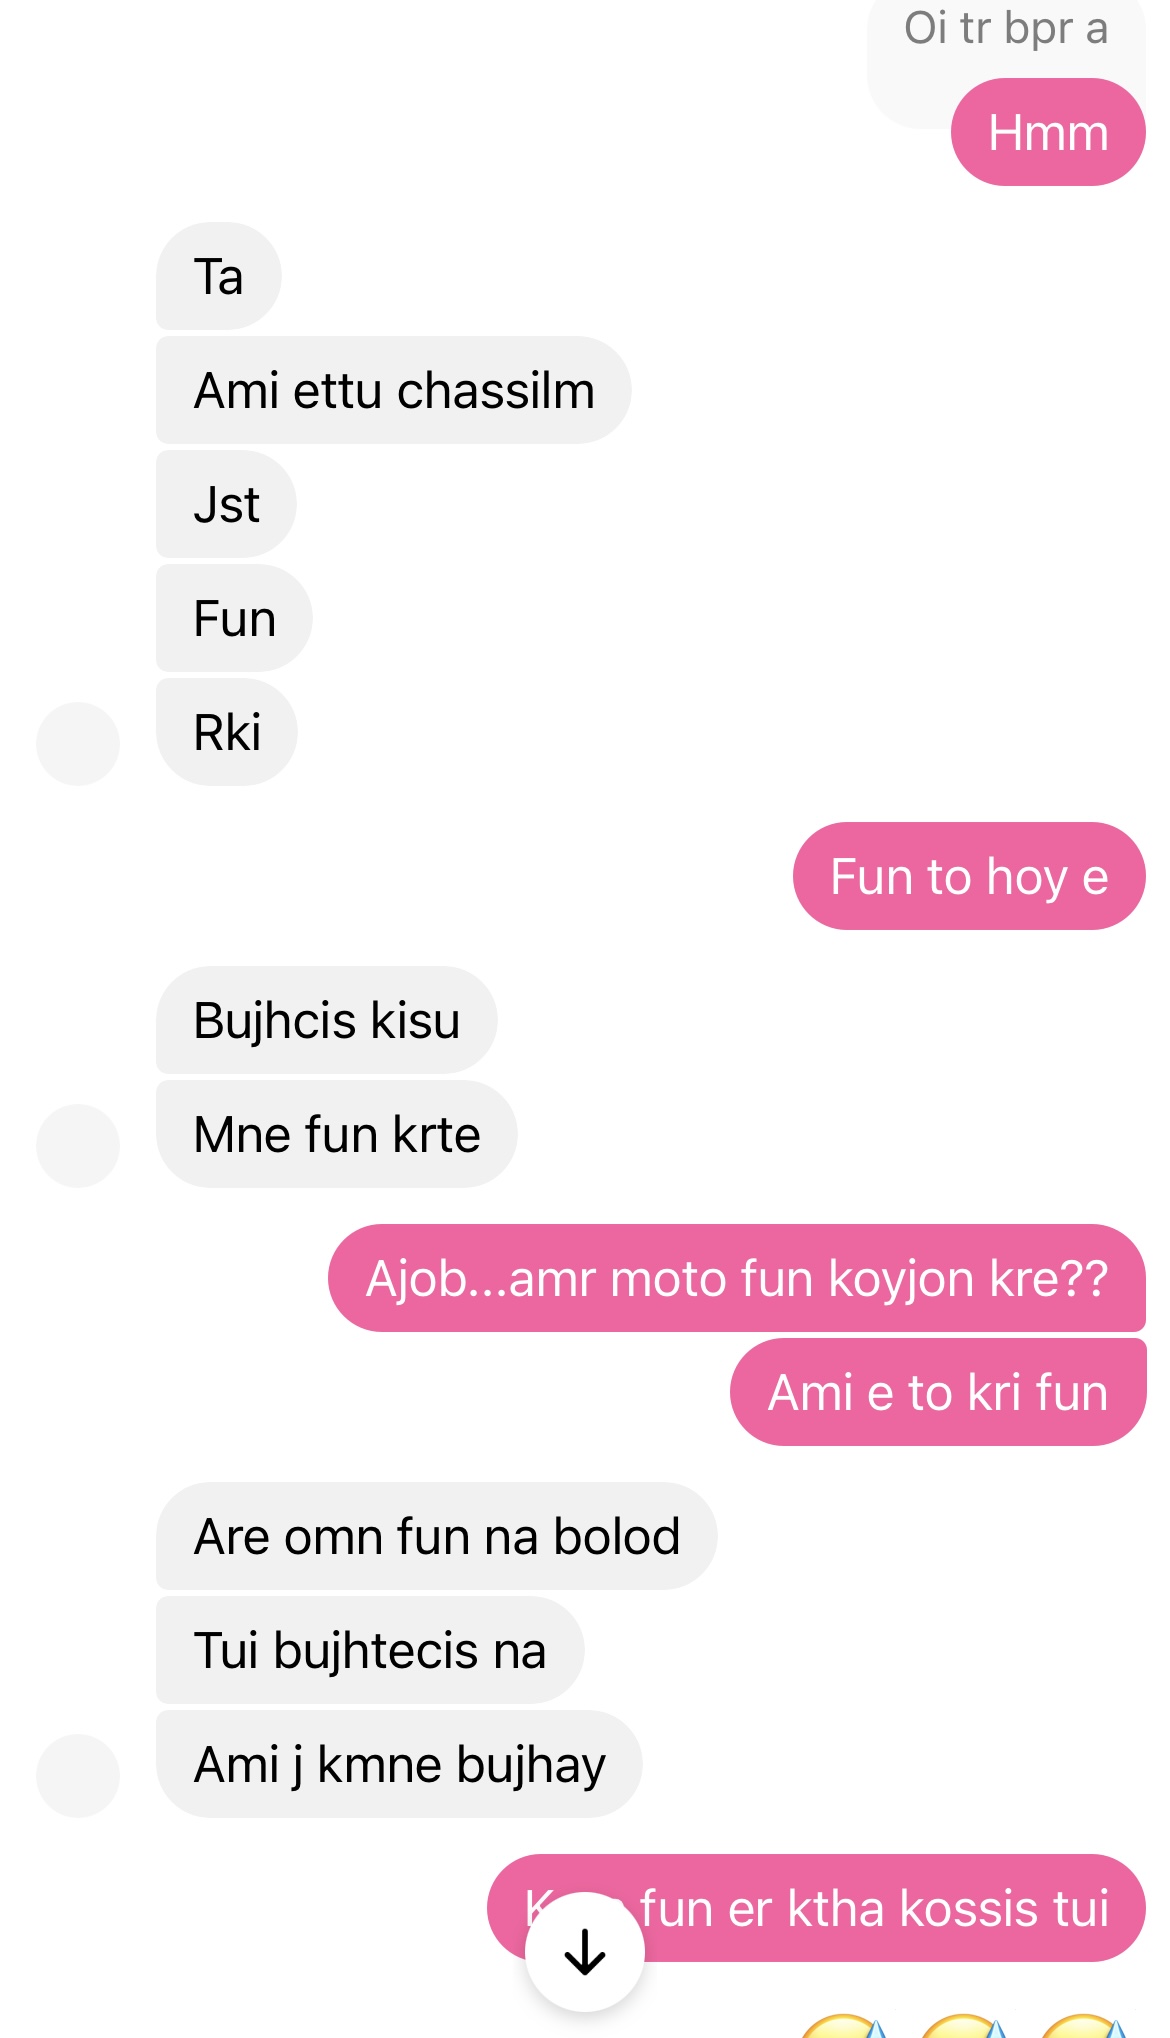 Oi tr bpr a
Hmm
Ta
Ami ettu chassilm
Jst
Fun
Rki
Fun to hoy e
Bujhcis kisu
Mne fun krte
Ajob...amr moto fun koyjon kre??
Ami e to kri fun
Are omn fun na bolod
Tui bujhtecis na
Ami j kmne bujhay
fun er ktha kossis tui